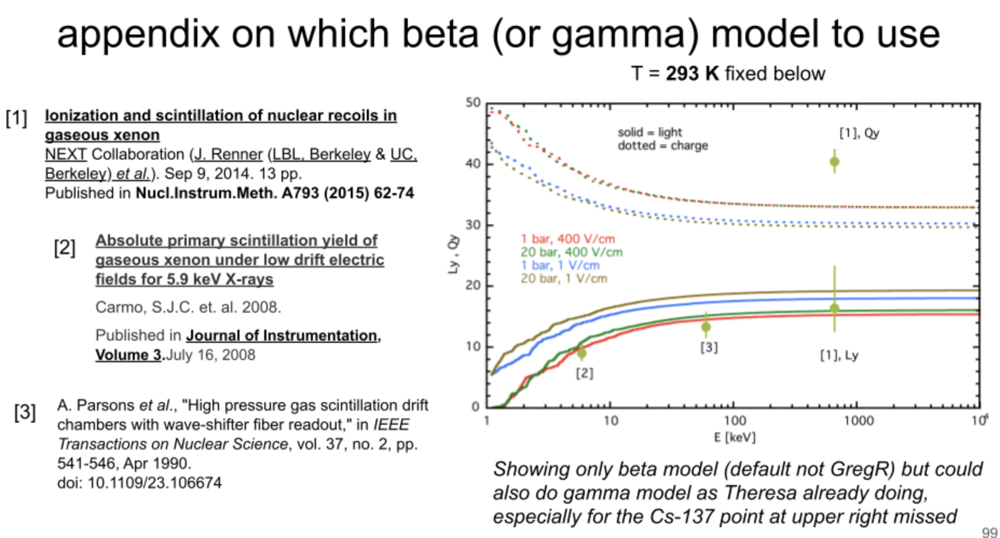 appendix on which beta (or gamma) model to use
T = 293 K fixed below
[1]
Ionization and scintillation of nuclear recoils in
gaseous xenon
NEXT Collaboration (J. Renner (LBL, Berkeley & UC,
Berkeley) et al.). Sep 9, 2014. 13 pp.
Published in Nucl.Instrum.Meth. A793 (2015) 62-74
[2]
Absolute primary scintillation yield of
gaseous xenon under low drift electric
fields for 5.9 keV X-rays
Carmo, S.J.C. et. al. 2008.
Published in Journal of Instrumentation,
Volume 3.July 16, 2008
[3]
A. Parsons et al., "High pressure gas scintillation drift
chambers with wave-shifter fiber readout," in IEEE
Transactions on Nuclear Science, vol. 37, no. 2, pp.
541-546, Apr 1990.
doi: 10.1109/23.106674
50
40
30
20
10
0
Ly , Qy
solid = light
dotted = charge
[1], Qy
1 bar, 400 V/cm
20 bar, 400 V/cm
1 bar, 1 V/cm
20 bar, 1 V/cm
[2]
[3]
[1], Ly
1
10
100
1000
10⁴
E [keV]
Showing only beta model (default not GregR) but could
also do gamma model as Theresa already doing,
especially for the Cs-137 point at upper right missed
99